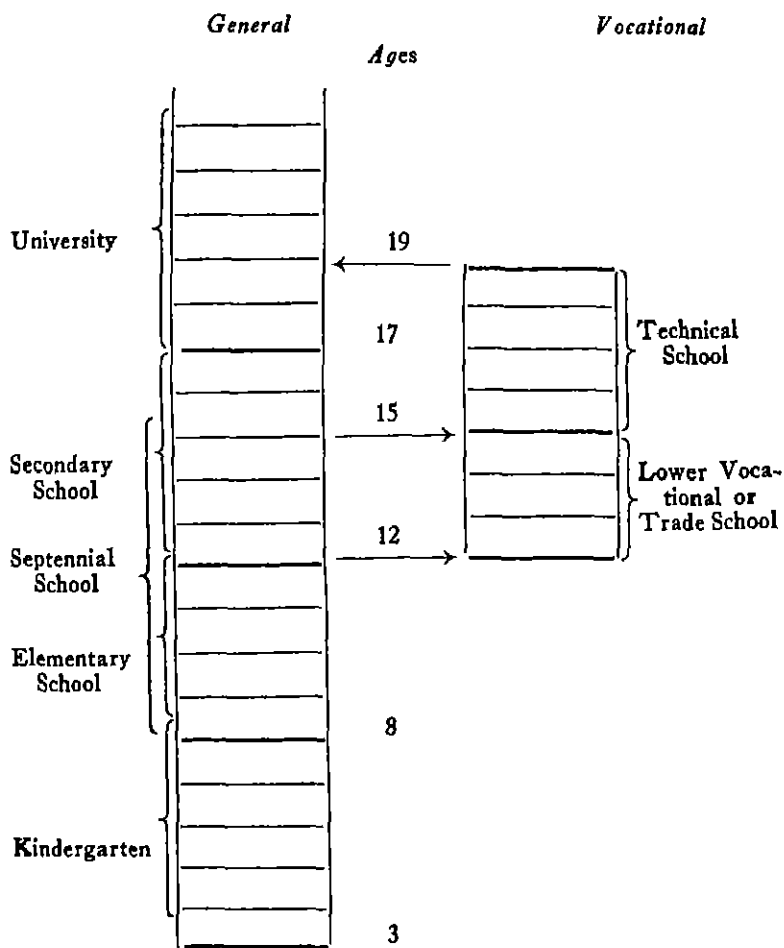 General
Vocational
Ages
University
19
17
Technical
School
15
Secondary
School
Lower Voca-
tional or
Trade School
12
Septennial
School
Elementary
School
8
Kindergarten
3